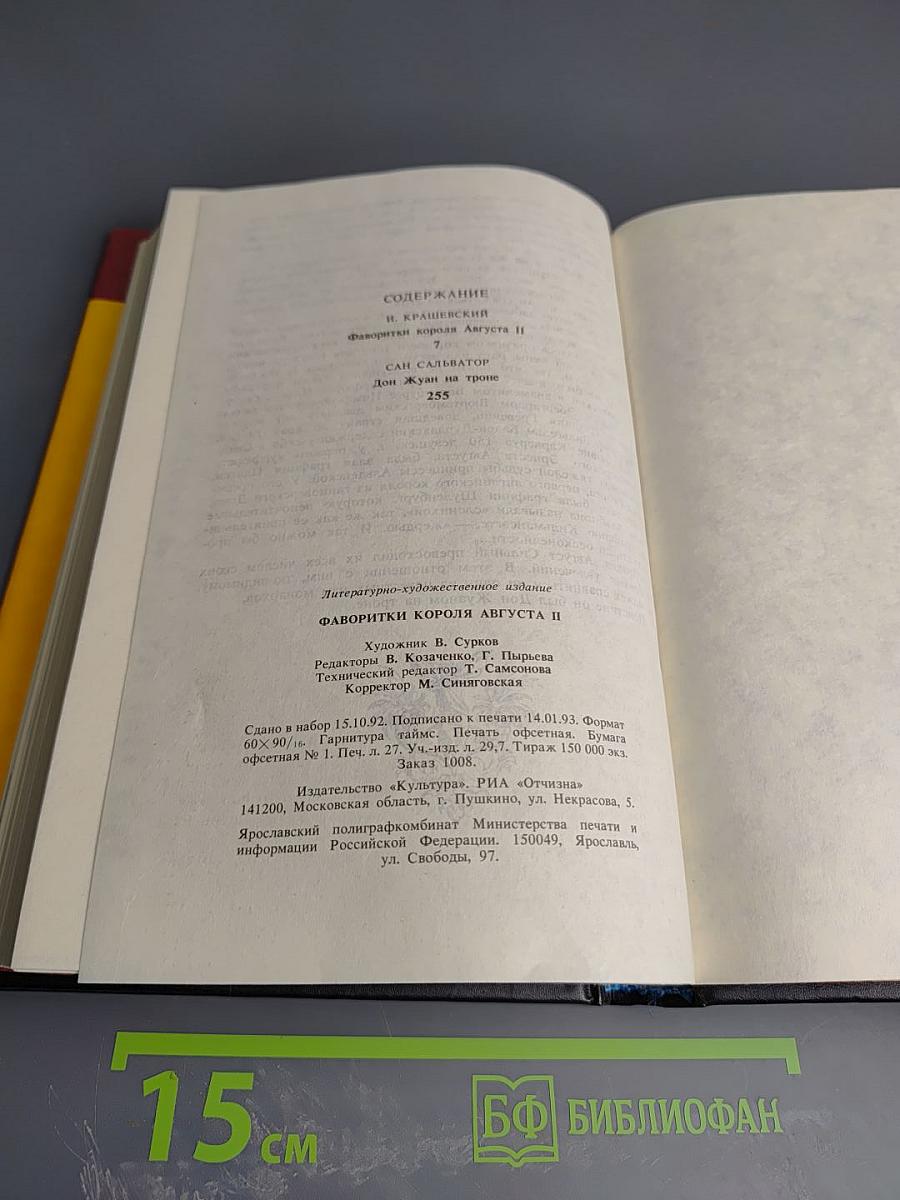 СОДЕРЖАНИЕ
И. КРАШЕВСКИЙ
Фаворитки короля Августа II
7
САН САЛЬВАТОР
Дон Жуан на троне
255
Литературно-художественное издание
ФАВОРИТКИ КОРОЛЯ АВГУСТА II
Художник В. Сурков
Редакторы В. Козаченко, Г. Пырьева
Технический редактор Т. Самсонова
Корректор М. Синяговская
Сдано в набор 15.10.92. Подписано к печати 14.01.93. Формат
60×90/16. Гарнитура таймс. Печать офсетная. Бумага
офсетная № 1. Печ. л. 27. Уч.-изд. л. 29,7. Тираж 150 000 экз.
Заказ 1008.
Издательство «Культура». РИА «Отчизна»
141200, Московская область, г. Пушкино, ул. Некрасова, 5.
Ярославский полиграфкомбинат Министерства печати и
информации Российской Федерации. 150049, Ярославль,
ул. Свободы, 97.
15 см
БФ БИБЛИОФАН